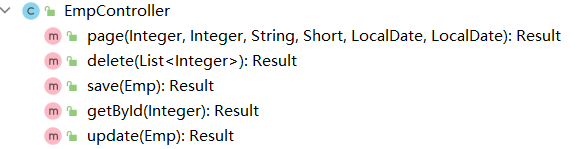 C EmpController
m page(Integer, Integer, String, Short, LocalDate, LocalDate): Result
m delete(List<Integer>): Result
m save(Emp): Result
m getById(Integer): Result
m update(Emp): Result